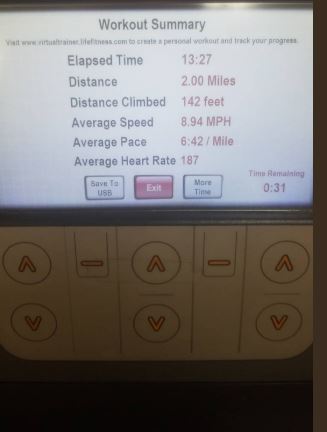 Workout Summary
Visit www.virtualtrainer.lifefitness.com to create a personal workout and track your progress.
Elapsed Time 13:27
Distance 2.00 Miles
Distance Climbed 142 feet
Average Speed 8.94 MPH
Average Pace 6:42 / Mile
Average Heart Rate 187
Save To
USB
Exit
More
Time
Time Remaining
0:31